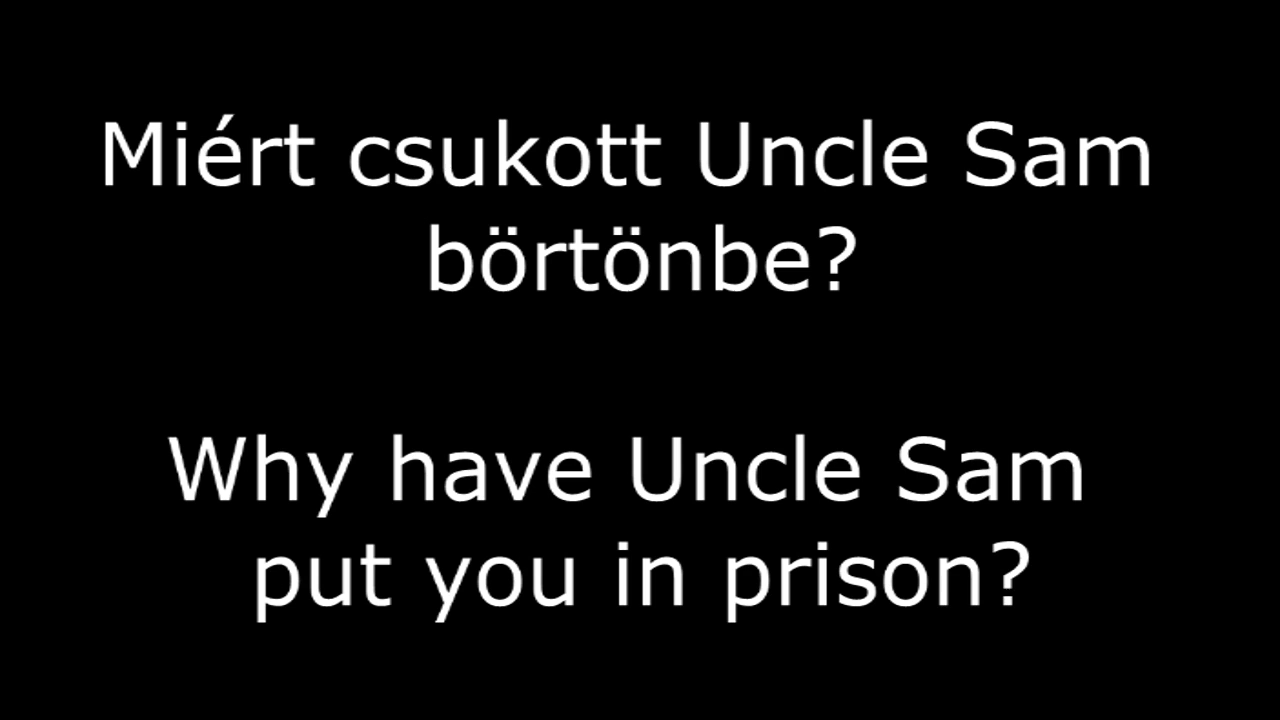 Miért csukott Uncle Sam
börtönbe?
Why have Uncle Sam
put you in prison?